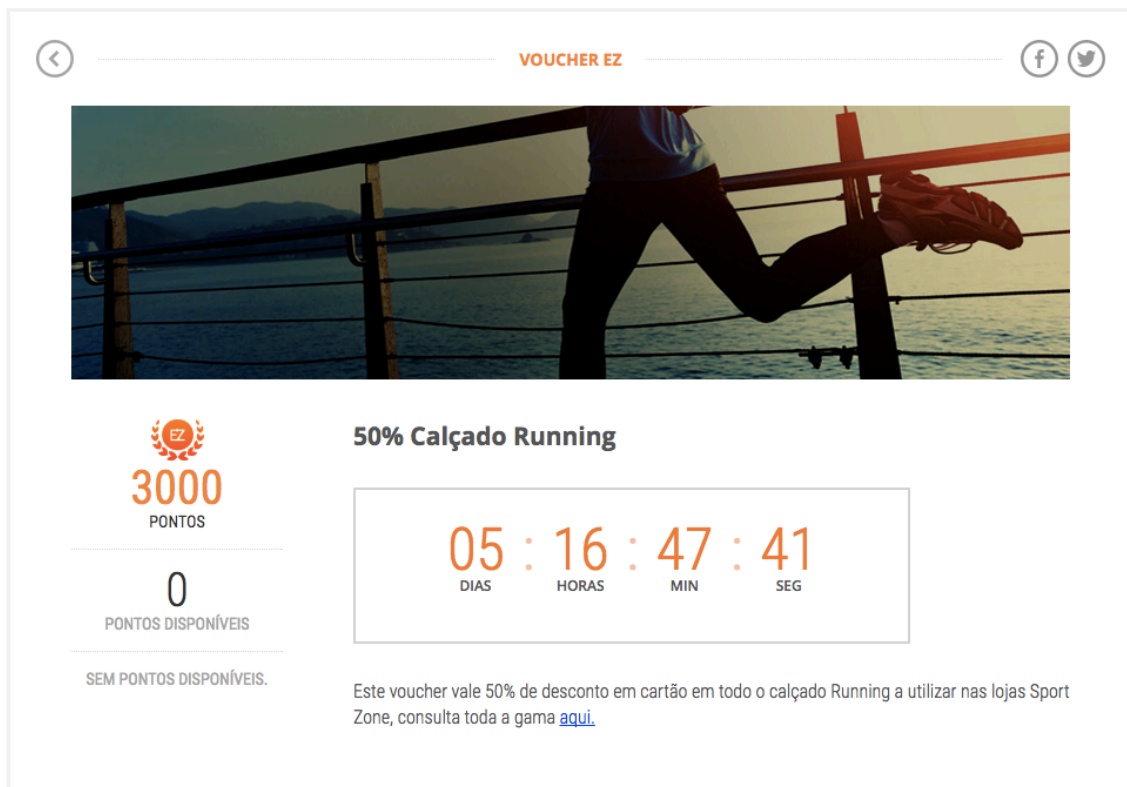 VOUCHER EZ
f
EZ
3000
PONTOS
0
PONTOS DISPONÍVEIS
SEM PONTOS DISPONÍVEIS.
50% Calçado Running
05 : 16 : 47 : 41
DIAS HORAS MIN SEG
Este voucher vale 50% de desconto em cartão em todo o calçado Running a utilizar nas lojas Sport
Zone, consulta toda a gama aqui.